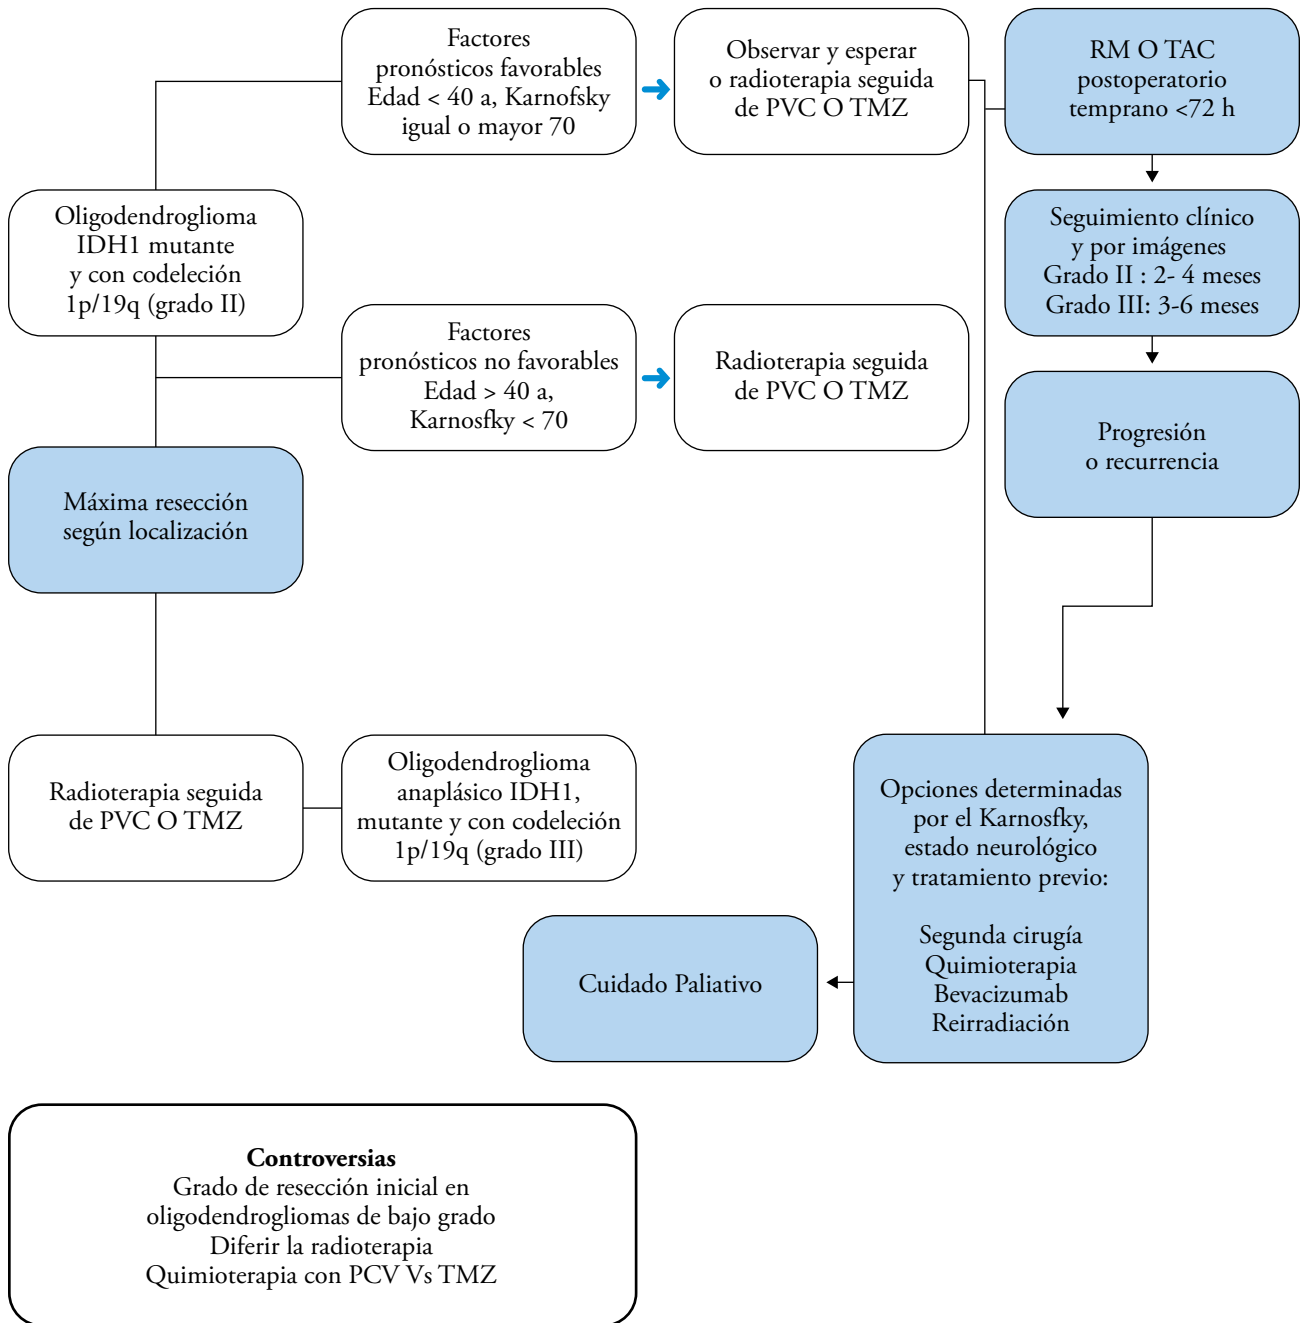 Factores
pronósticos favorables
Edad < 40 a, Karnofsky
igual o mayor 70
Observar y esperar
o radioterapia seguida
de PVC O TMZ
RM O TAC
postoperatorio
temprano <72 h
Oligodendroglioma
IDH1 mutante
y con codeleción
1p/19q (grado II)
Seguimiento clínico
y por imágenes
Grado II : 2- 4 meses
Grado III: 3-6 meses
Factores
pronósticos no favorables
Edad > 40 a,
Karnosfky < 70
Radioterapia seguida
de PVC O TMZ
Progresión
o recurrencia
Máxima resección
según localización
Radioterapia seguida
de PVC O TMZ
Oligodendroglioma
anaplásico IDH1,
mutante y con codeleción
1p/19q (grado III)
Opciones determinadas
por el Karnosfky,
estado neurológico
y tratamiento previo:
Segunda cirugía
Quimioterapia
Bevacizumab
Reirradiación
Cuidado Paliativo
Controversias
Grado de resección inicial en
oligodendrogliomas de bajo grado
Diferir la radioterapia
Quimioterapia con PCV Vs TMZ